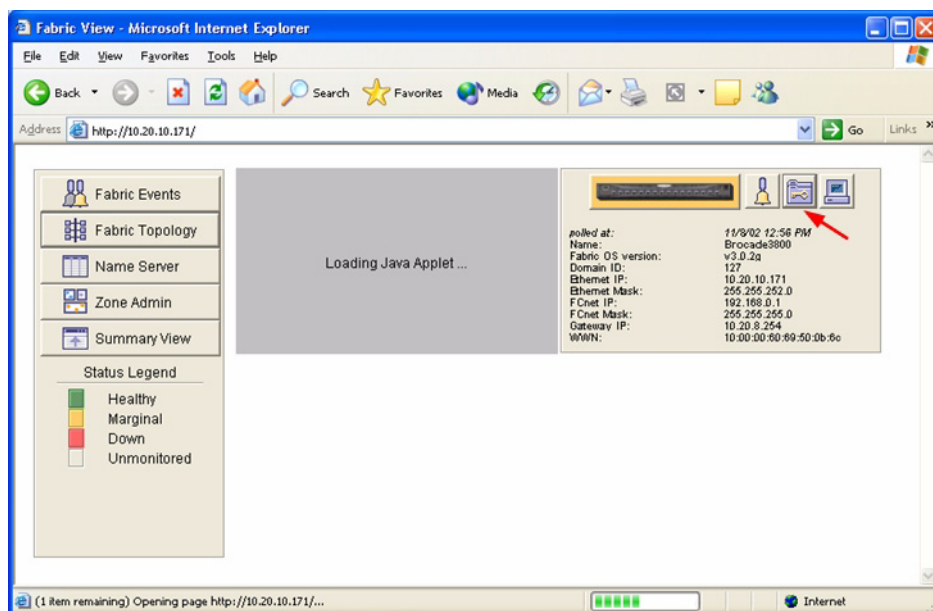 Fabric View - Microsoft Internet Explorer
File Edit View Favorites Tools Help
Back Search Favorites Media
Address http://10.20.10.171/ Go Links »
Fabric Events
Fabric Topology
Name Server
Zone Admin
Summary View
Status Legend
Healthy
Marginal
Down
Unmonitored
Loading Java Applet ...
polled at: 11/8/02 12:56 PM
Name: Brocade3800
Fabric OS version: v3.0.2g
Domain ID: 127
Ethernet IP: 10.20.10.171
Ethernet Mask: 255.255.252.0
FCnet IP: 192.168.0.1
FCnet Mask: 255.255.255.0
Gateway IP: 10.20.8.254
WWN: 10:00:00:60:69:50:0b:6c
(1 item remaining) Opening page http://10.20.10.171/... Internet